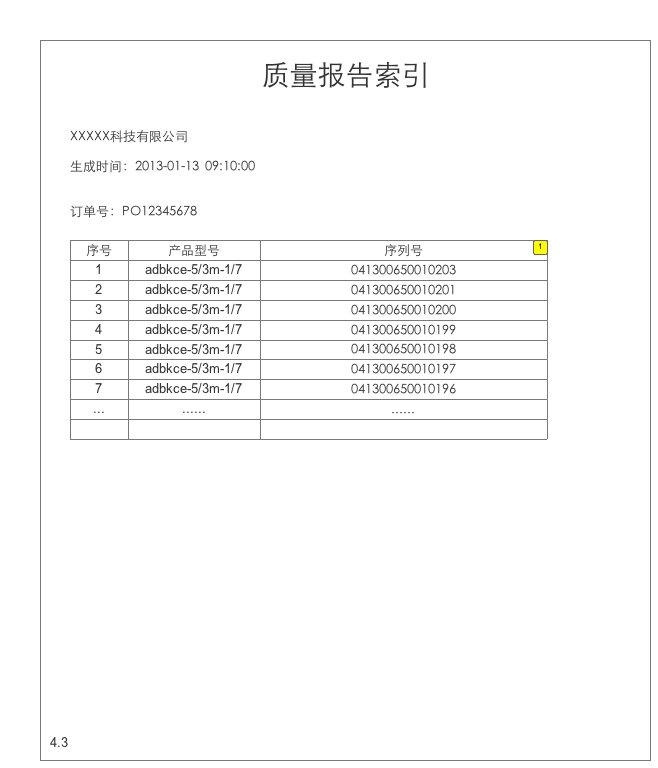 质量报告索引
XXXXX科技有限公司
生成时间：2013-01-13 09:10:00
订单号：PO12345678
序号 产品型号 序列号 1
1 adbkce-5/3m-1/7 041300650010203
2 adbkce-5/3m-1/7 041300650010201
3 adbkce-5/3m-1/7 041300650010200
4 adbkce-5/3m-1/7 041300650010199
5 adbkce-5/3m-1/7 041300650010198
6 adbkce-5/3m-1/7 041300650010197
7 adbkce-5/3m-1/7 041300650010196
... ...... ......
4.3